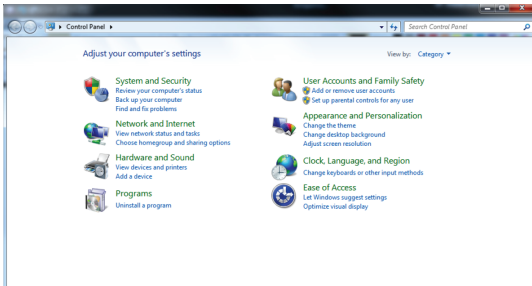 Control Panel
Search Control Panel
Adjust your computer's settings
View by: Category
System and Security
Review your computer's status
Back up your computer
Find and fix problems
Network and Internet
View network status and tasks
Choose homegroup and sharing options
Hardware and Sound
View devices and printers
Add a device
Programs
Uninstall a program
User Accounts and Family Safety
Add or remove user accounts
Set up parental controls for any user
Appearance and Personalization
Change the theme
Change desktop background
Adjust screen resolution
Clock, Language, and Region
Change keyboards or other input methods
Ease of Access
Let Windows suggest settings
Optimize visual display